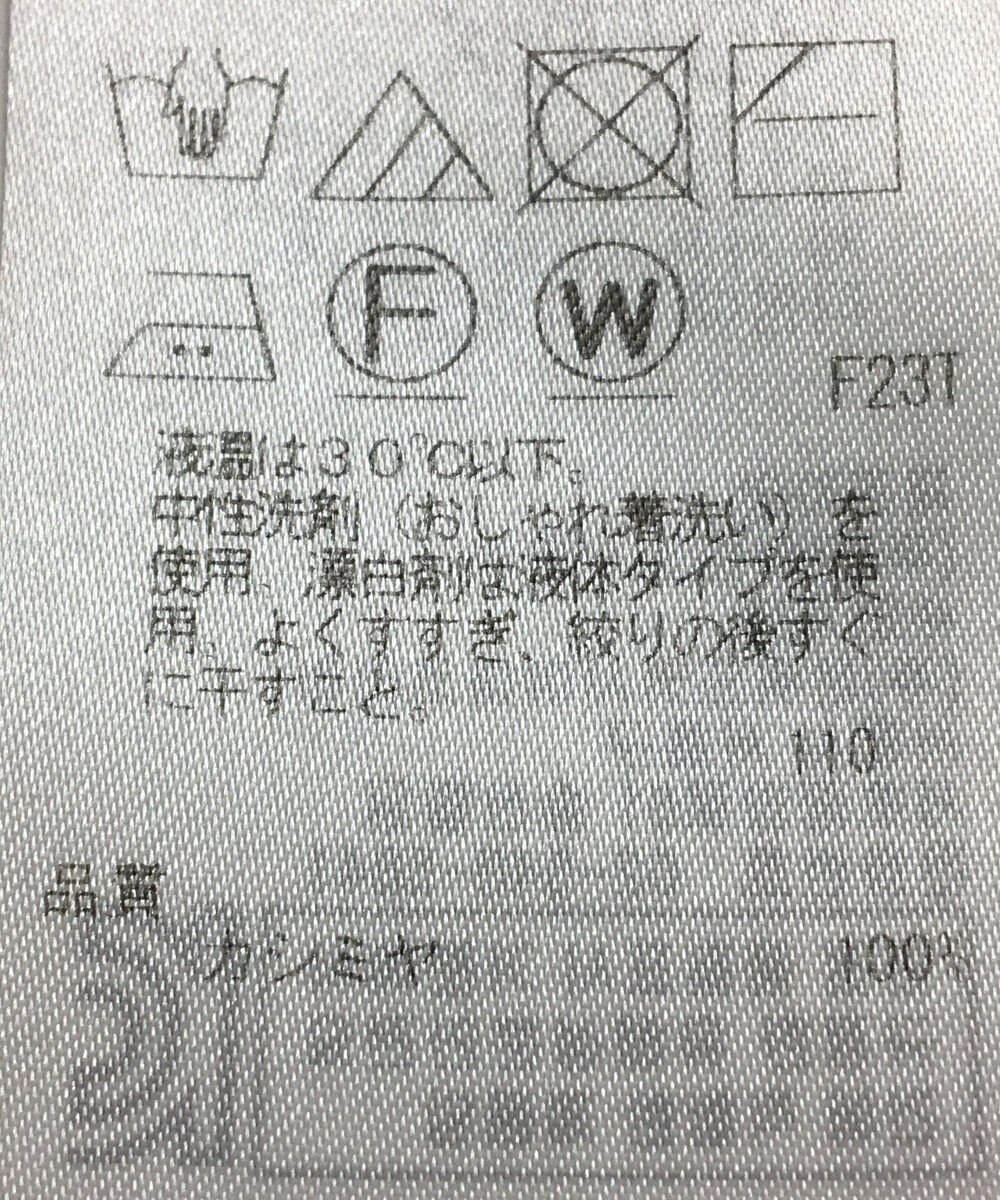 F W
F23T
液温は30℃以下。
中性洗剤（おしゃれ着洗い）を
使用、漂白剤は液体タイプを使
用、よくすすぎ、絞りの後すぐ
に干すこと。
110
品質
カシミヤ 100%